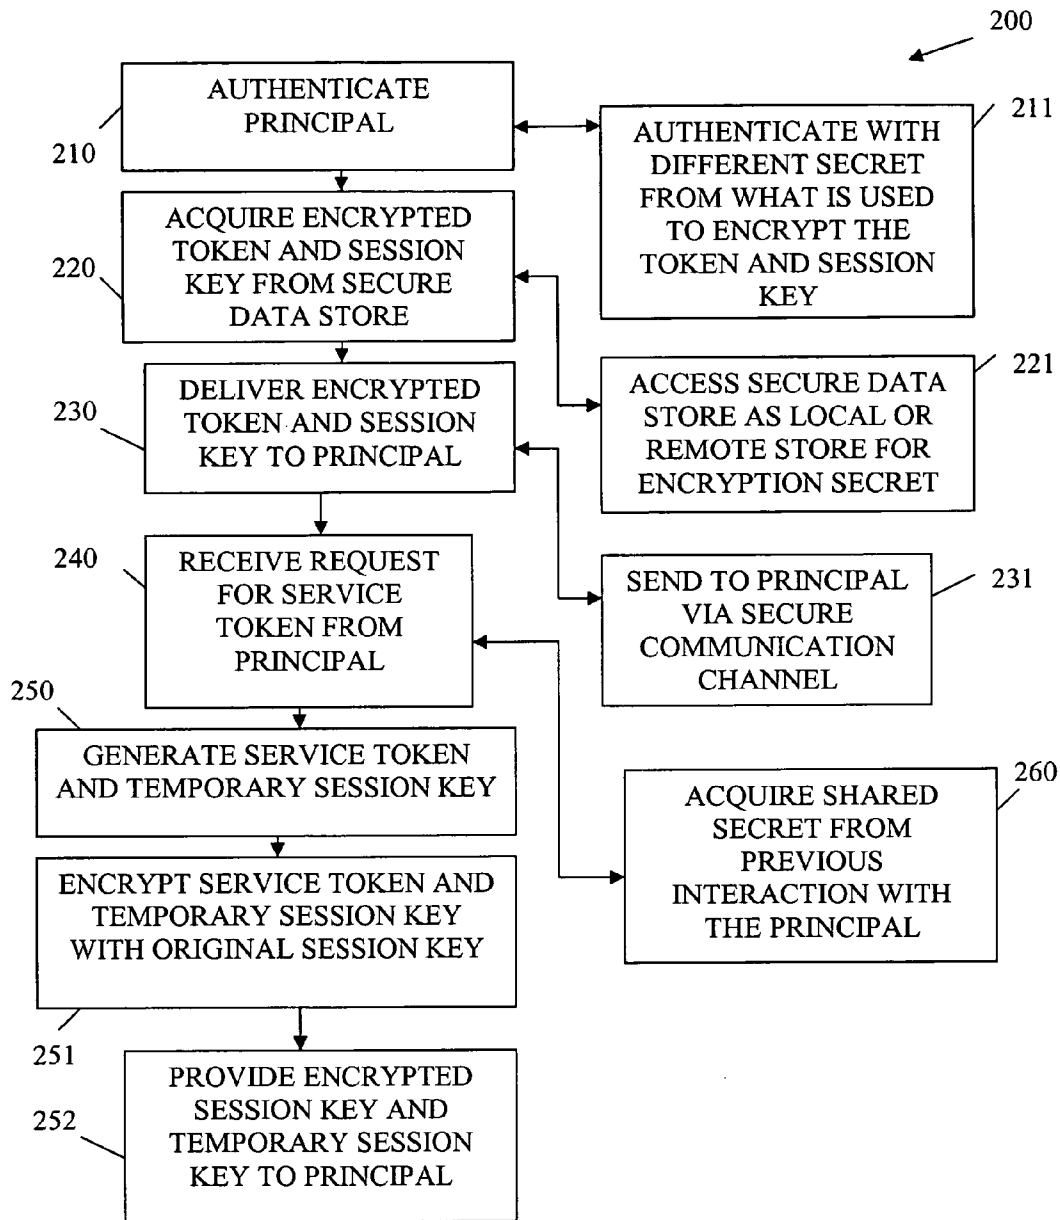 200
AUTHENTICATE
PRINCIPAL
210
AUTHENTICATE WITH
DIFFERENT SECRET
FROM WHAT IS USED
TO ENCRYPT THE
TOKEN AND SESSION
KEY
211
ACQUIRE ENCRYPTED
TOKEN AND SESSION
KEY FROM SECURE
DATA STORE
220
ACCESS SECURE DATA
STORE AS LOCAL OR
REMOTE STORE FOR
ENCRYPTION SECRET
221
DELIVER ENCRYPTED
TOKEN AND SESSION
KEY TO PRINCIPAL
230
SEND TO PRINCIPAL
VIA SECURE
COMMUNICATION
CHANNEL
231
RECEIVE REQUEST
FOR SERVICE
TOKEN FROM
PRINCIPAL
240
250
GENERATE SERVICE TOKEN
AND TEMPORARY SESSION KEY
ACQUIRE SHARED
SECRET FROM
PREVIOUS
INTERACTION WITH
THE PRINCIPAL
260
ENCRYPT SERVICE TOKEN AND
TEMPORARY SESSION KEY
WITH ORIGINAL SESSION KEY
251
PROVIDE ENCRYPTED
SESSION KEY AND
TEMPORARY SESSION
KEY TO PRINCIPAL
252